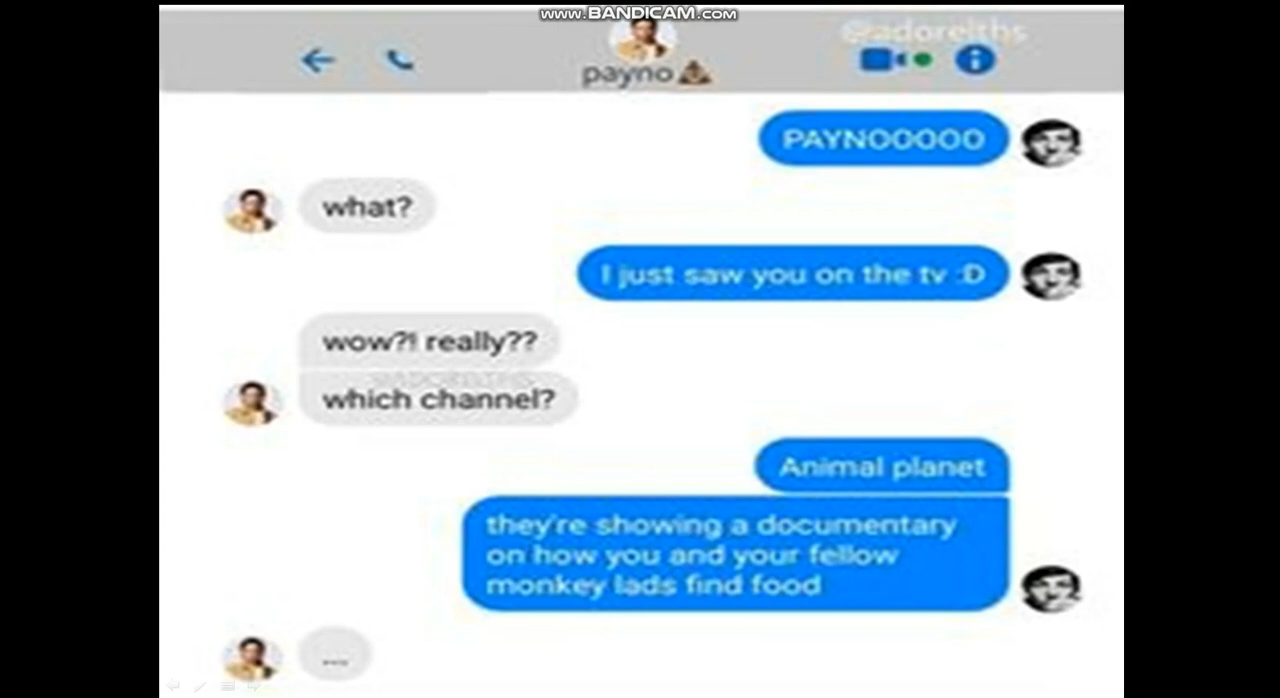 www.BANDICAM.com
@adorelths
payno
PAYNOOOOO
what?
I just saw you on the tv :D
wow?! really??
which channel?
Animal planet
they're showing a documentary
on how you and your fellow
monkey lads find food
...